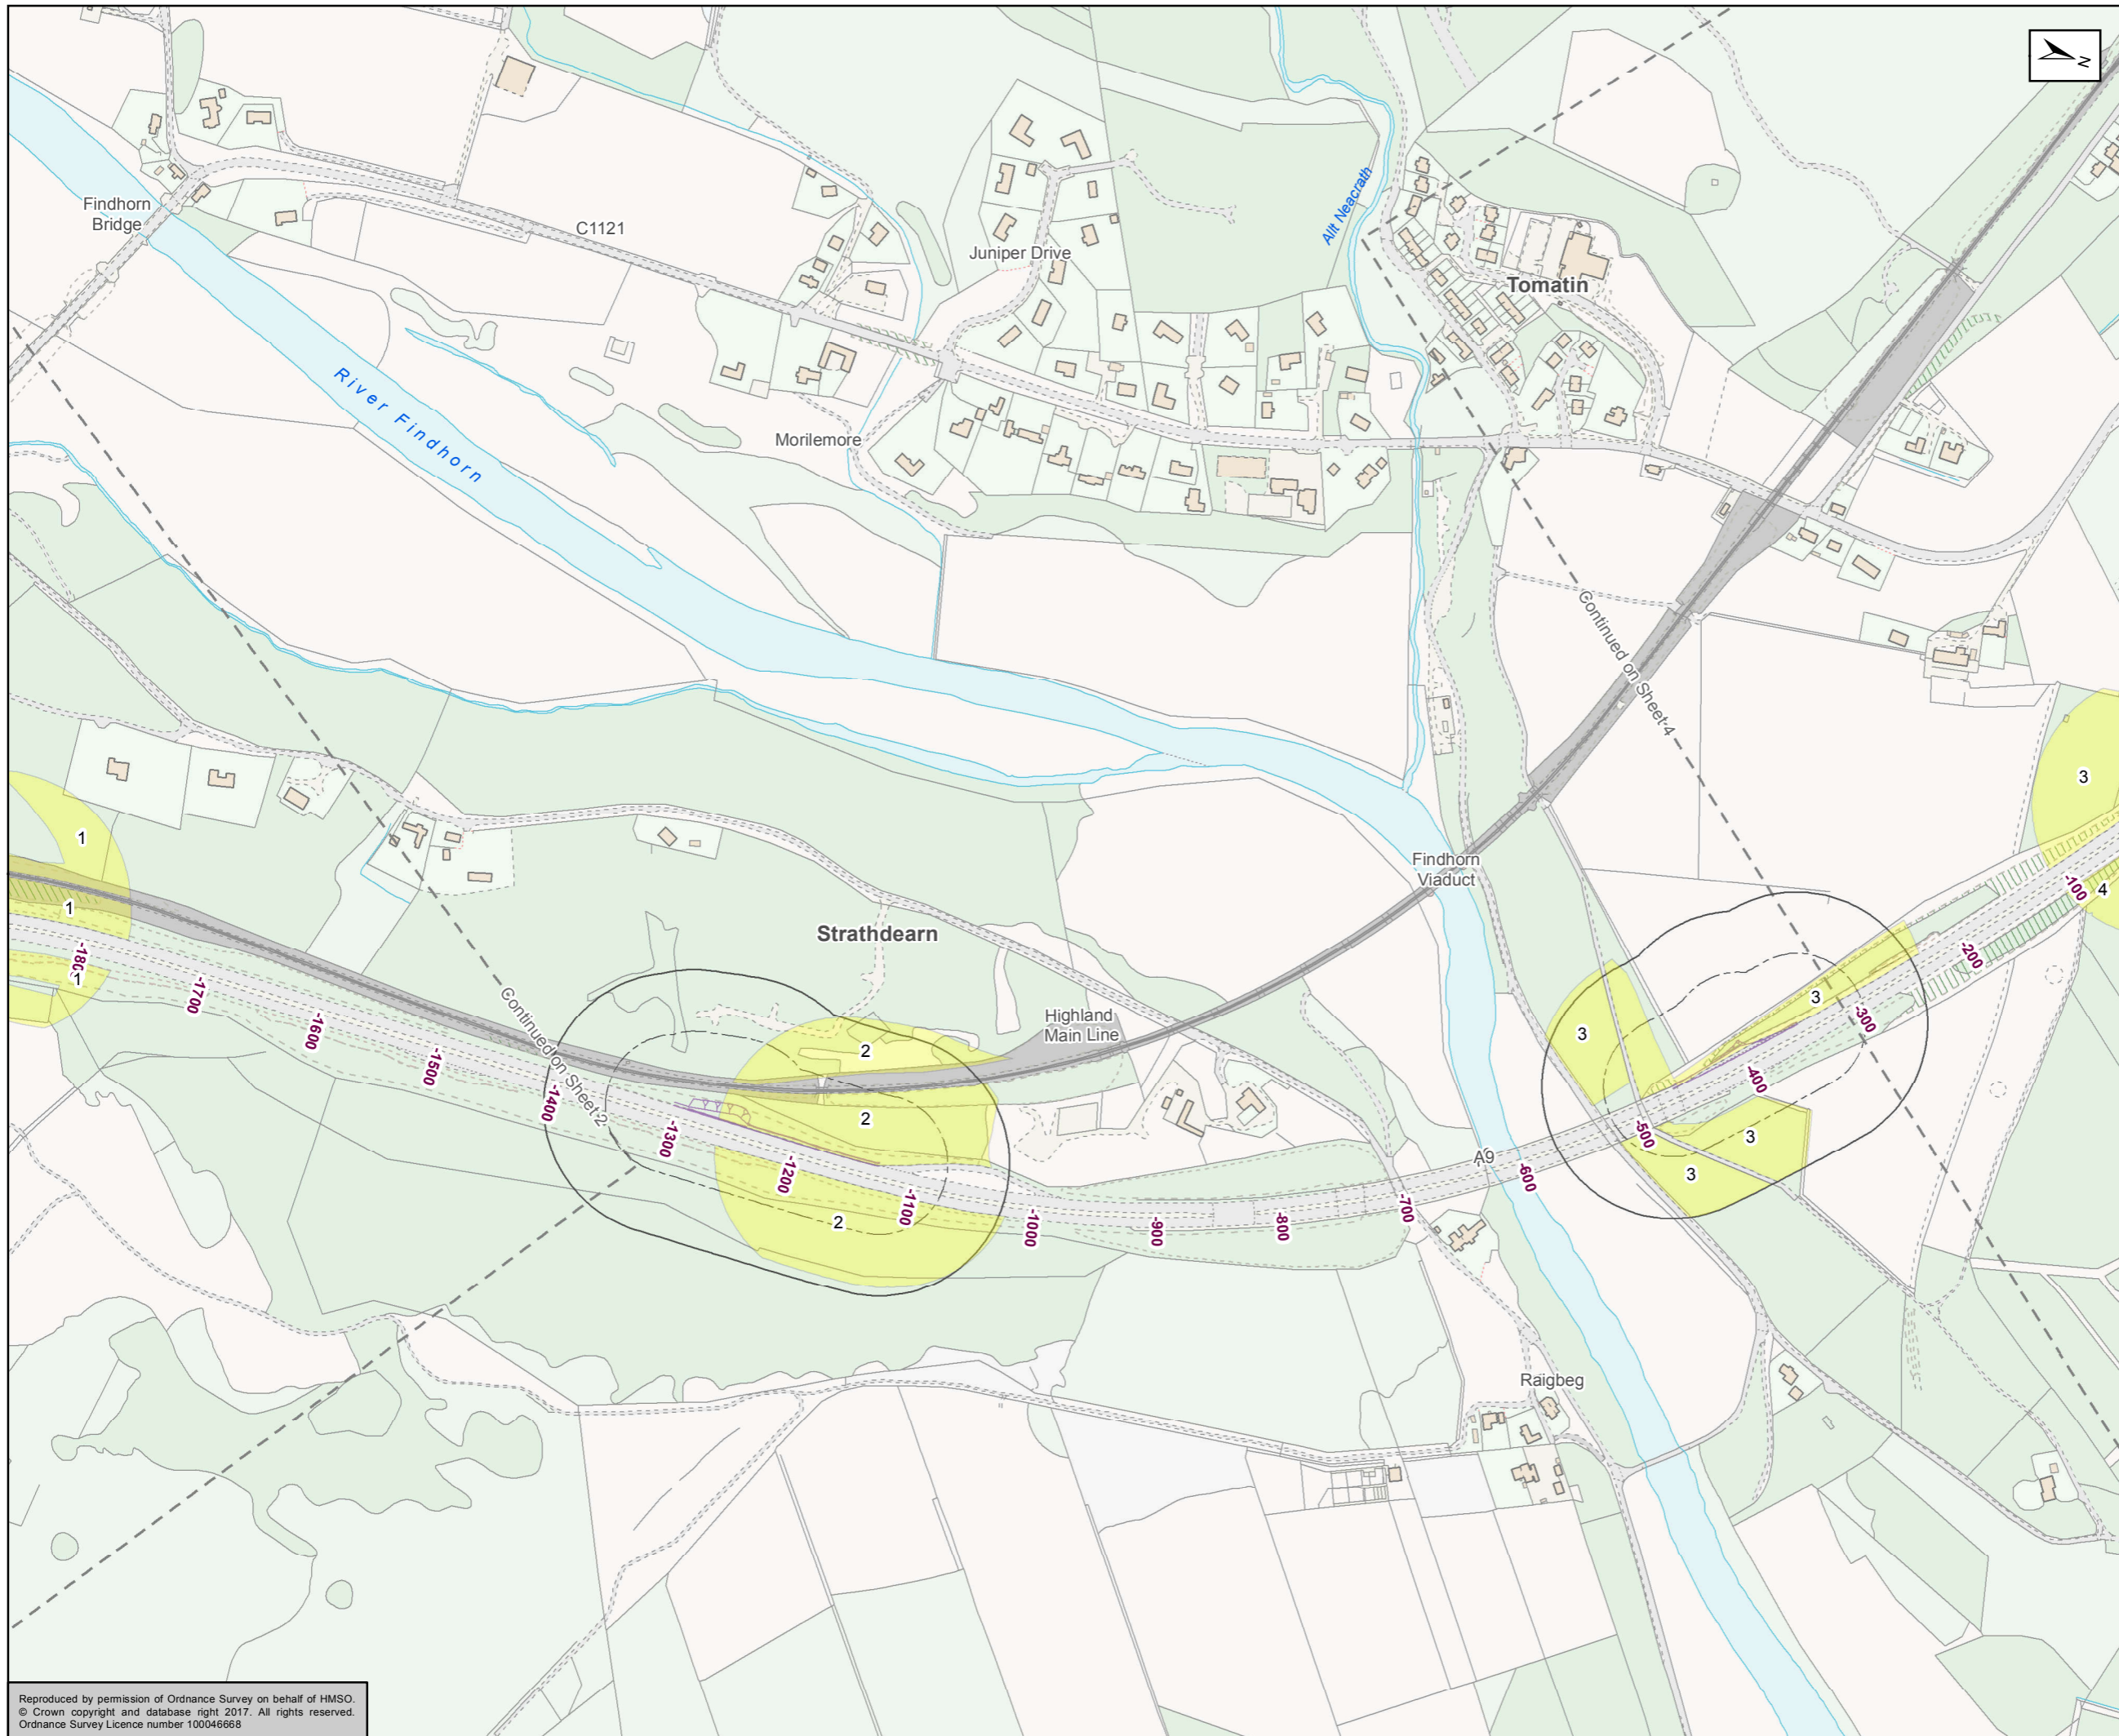 N
Findhorn
Bridge
C1121
Juniper Drive
Allt Neacrath
Tomatin
River Findhorn
Morilemore
Continued on Sheet 4
3
1
Findhorn
Viaduct
-100
4
1
Strathdearn
-200
-180
1
-1700
3
3
-300
-1600
Continued on Sheet 2
Highland
Main Line
2
-1500
-400
-1400
2
-1300
-500
3
-1200
A9
-600
3
-1100
2
-1000
-900
-800
-700
Raigbeg
Reproduced by permission of Ordnance Survey on behalf of HMSO.
© Crown copyright and database right 2017. All rights reserved.
Ordnance Survey Licence number 100046668